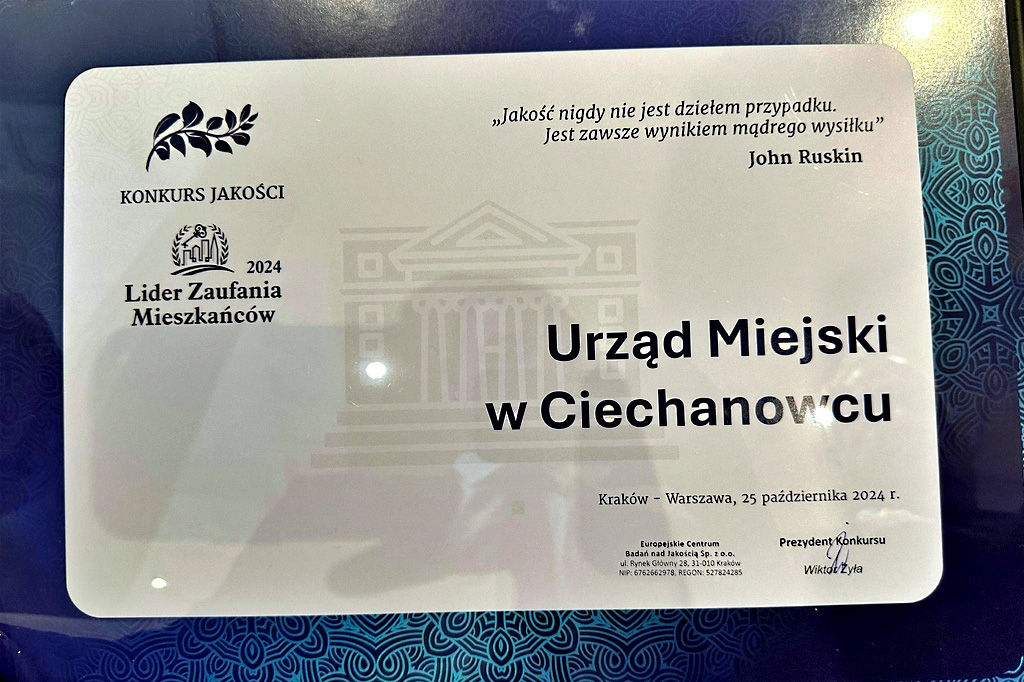 „Jakość nigdy nie jest dziełem przypadku.
Jest zawsze wynikiem mądrego wysiłku”
John Ruskin
KONKURS JAKOŚCI
2024
Lider Zaufania
Mieszkańców
Urząd Miejski
w Ciechanowcu
Kraków – Warszawa, 25 października 2024 r.
Europejskie Centrum
Badań nad Jakością Sp. z o.o.
ul. Rynek Główny 28, 31-010 Kraków
NIP: 6762662978, REGON: 527824285
Prezydent Konkursu
Wiktor Żyła